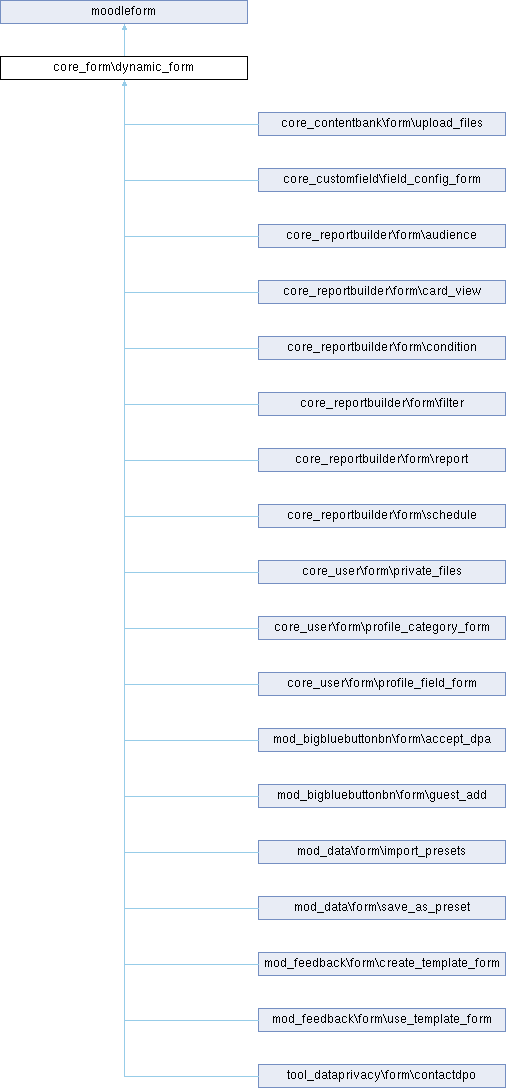 moodleform
core_form\dynamic_form
core_contentbank\form\upload_files
core_customfield\field_config_form
core_reportbuilder\form\audience
core_reportbuilder\form\card_view
core_reportbuilder\form\condition
core_reportbuilder\form\filter
core_reportbuilder\form\report
core_reportbuilder\form\schedule
core_user\form\private_files
core_user\form\profile_category_form
core_user\form\profile_field_form
mod_bigbluebuttonbn\form\accept_dpa
mod_bigbluebuttonbn\form\guest_add
mod_data\form\import_presets
mod_data\form\save_as_preset
mod_feedback\form\create_template_form
mod_feedback\form\use_template_form
tool_dataprivacy\form\contactdpo